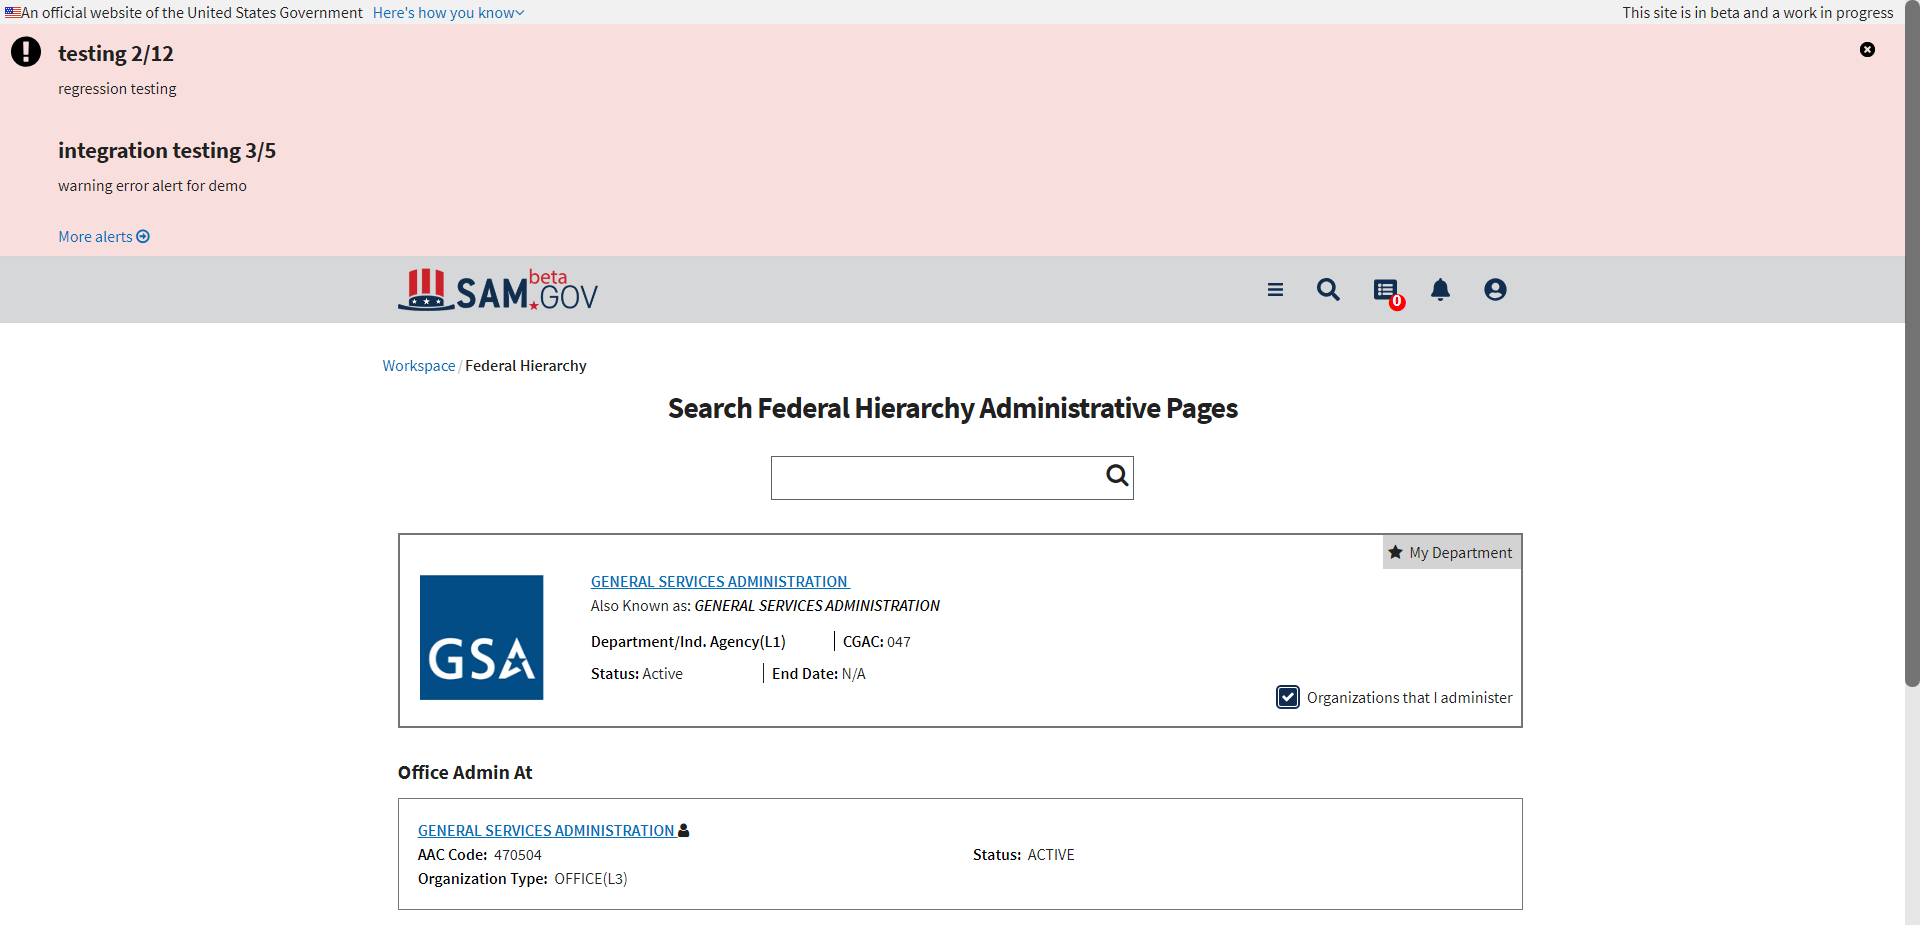 An official website of the United States Government Here's how you know
This site is in beta and a work in progress
testing 2/12
regression testing
integration testing 3/5
warning error alert for demo
More alerts
SAM beta .GOV
0
Workspace / Federal Hierarchy
Search Federal Hierarchy Administrative Pages
My Department
GSA
GENERAL SERVICES ADMINISTRATION
Also Known as: GENERAL SERVICES ADMINISTRATION
Department/Ind. Agency(L1) | CGAC: 047
Status: Active | End Date: N/A
Organizations that I administer
Office Admin At
GENERAL SERVICES ADMINISTRATION
AAC Code: 470504 Status: ACTIVE
Organization Type: OFFICE(L3)